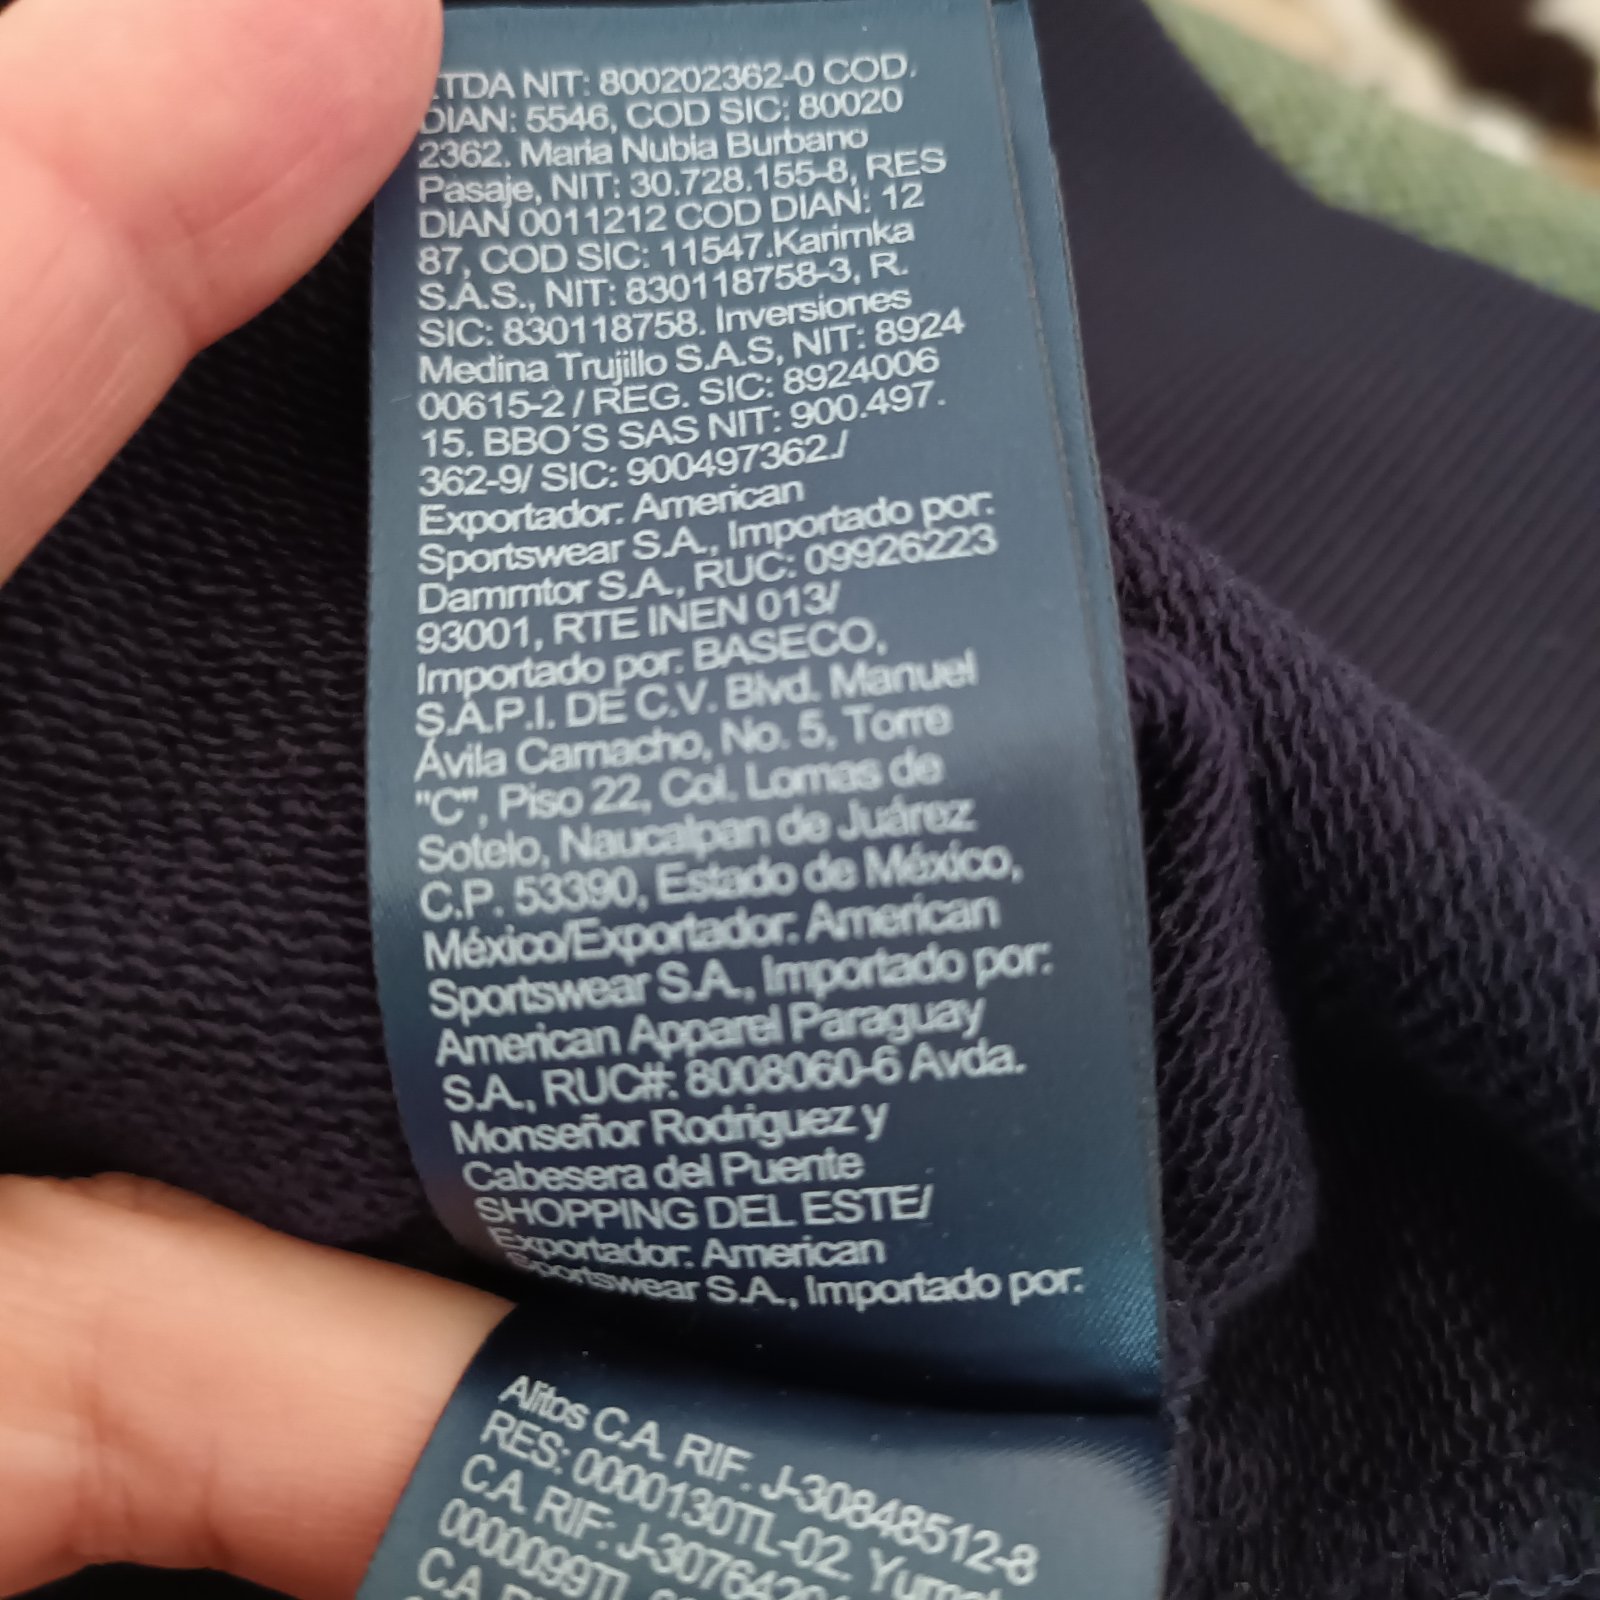 LTDA NIT: 800202362-0 COD.
DIAN: 5546, COD SIC: 80020
2362. Maria Nubia Burbano
Pasaje, NIT: 30.728.155-8, RES
DIAN 0011212 COD DIAN: 12
87, COD SIC: 11547.Karimka
S.A.S., NIT: 830118758-3, R.
SIC: 830118758. Inversiones
Medina Trujillo S.A.S, NIT: 8924
00615-2 / REG. SIC: 8924006
15. BBO´S SAS NIT: 900.497.
362-9/ SIC: 900497362./
Exportador: American
Sportswear S.A., Importado por:
Dammtor S.A., RUC: 09926223
93001, RTE INEN 013/
Importado por: BASECO,
S.A.P.I. DE C.V. Blvd. Manuel
Ávila Camacho, No. 5, Torre
"C", Piso 22, Col. Lomas de
Sotelo, Naucalpan de Juárez
C.P. 53390, Estado de México,
México/Exportador: American
Sportswear S.A., Importado por:
American Apparel Paraguay
S.A., RUC#: 8008060-6 Avda.
Monseñor Rodriguez y
Cabesera del Puente
SHOPPING DEL ESTE/
Exportador: American
Sportswear S.A., Importado por:
Alitos C.A. RIF. J-30848512-8
RES: 0000130TL-02.
C.A. RIF: J-3076420
0000099TL
C.A.